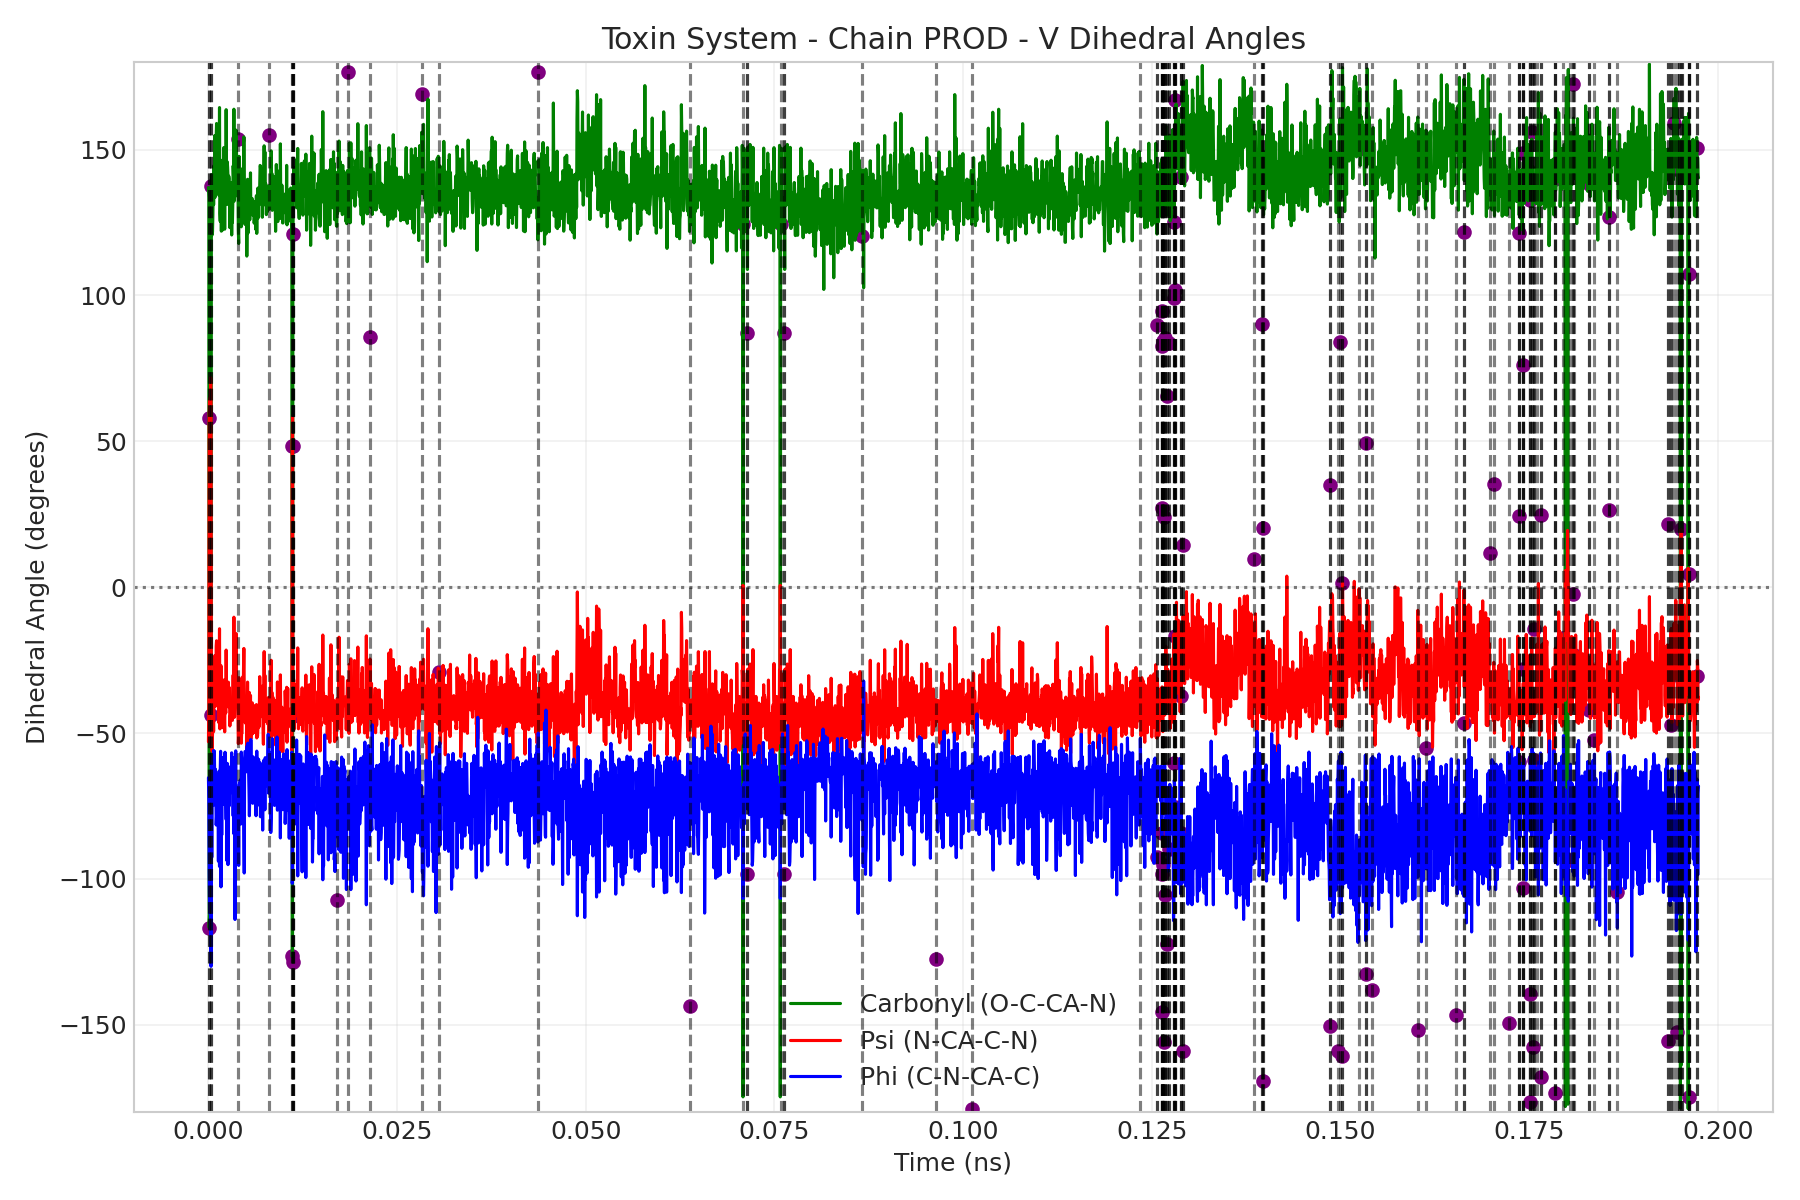 Toxin System - Chain PROD - V Dihedral Angles
Dihedral Angle (degrees)
150
100
50
0
−50
−100
−150
Carbonyl (O-C-CA-N)
Psi (N-CA-C-N)
Phi (C-N-CA-C)
0.000 0.025 0.050 0.075 0.100 0.125 0.150 0.175 0.200
Time (ns)